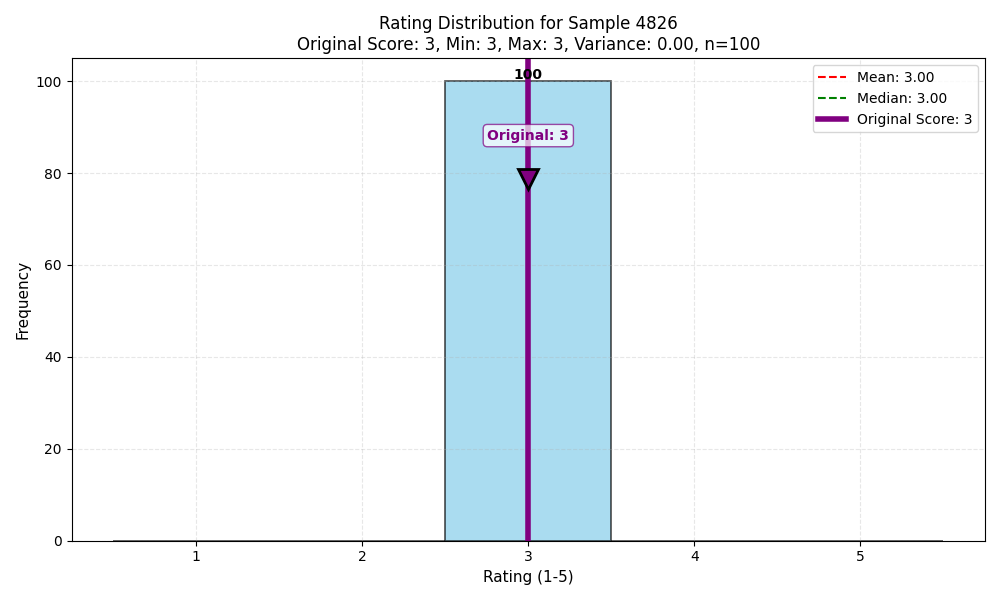 Rating Distribution for Sample 4826
Original Score: 3, Min: 3, Max: 3, Variance: 0.00, n=100
Mean: 3.00
Median: 3.00
Original Score: 3
100
Original: 3
100
80
60
40
20
0
Frequency
1 2 3 4 5
Rating (1-5)